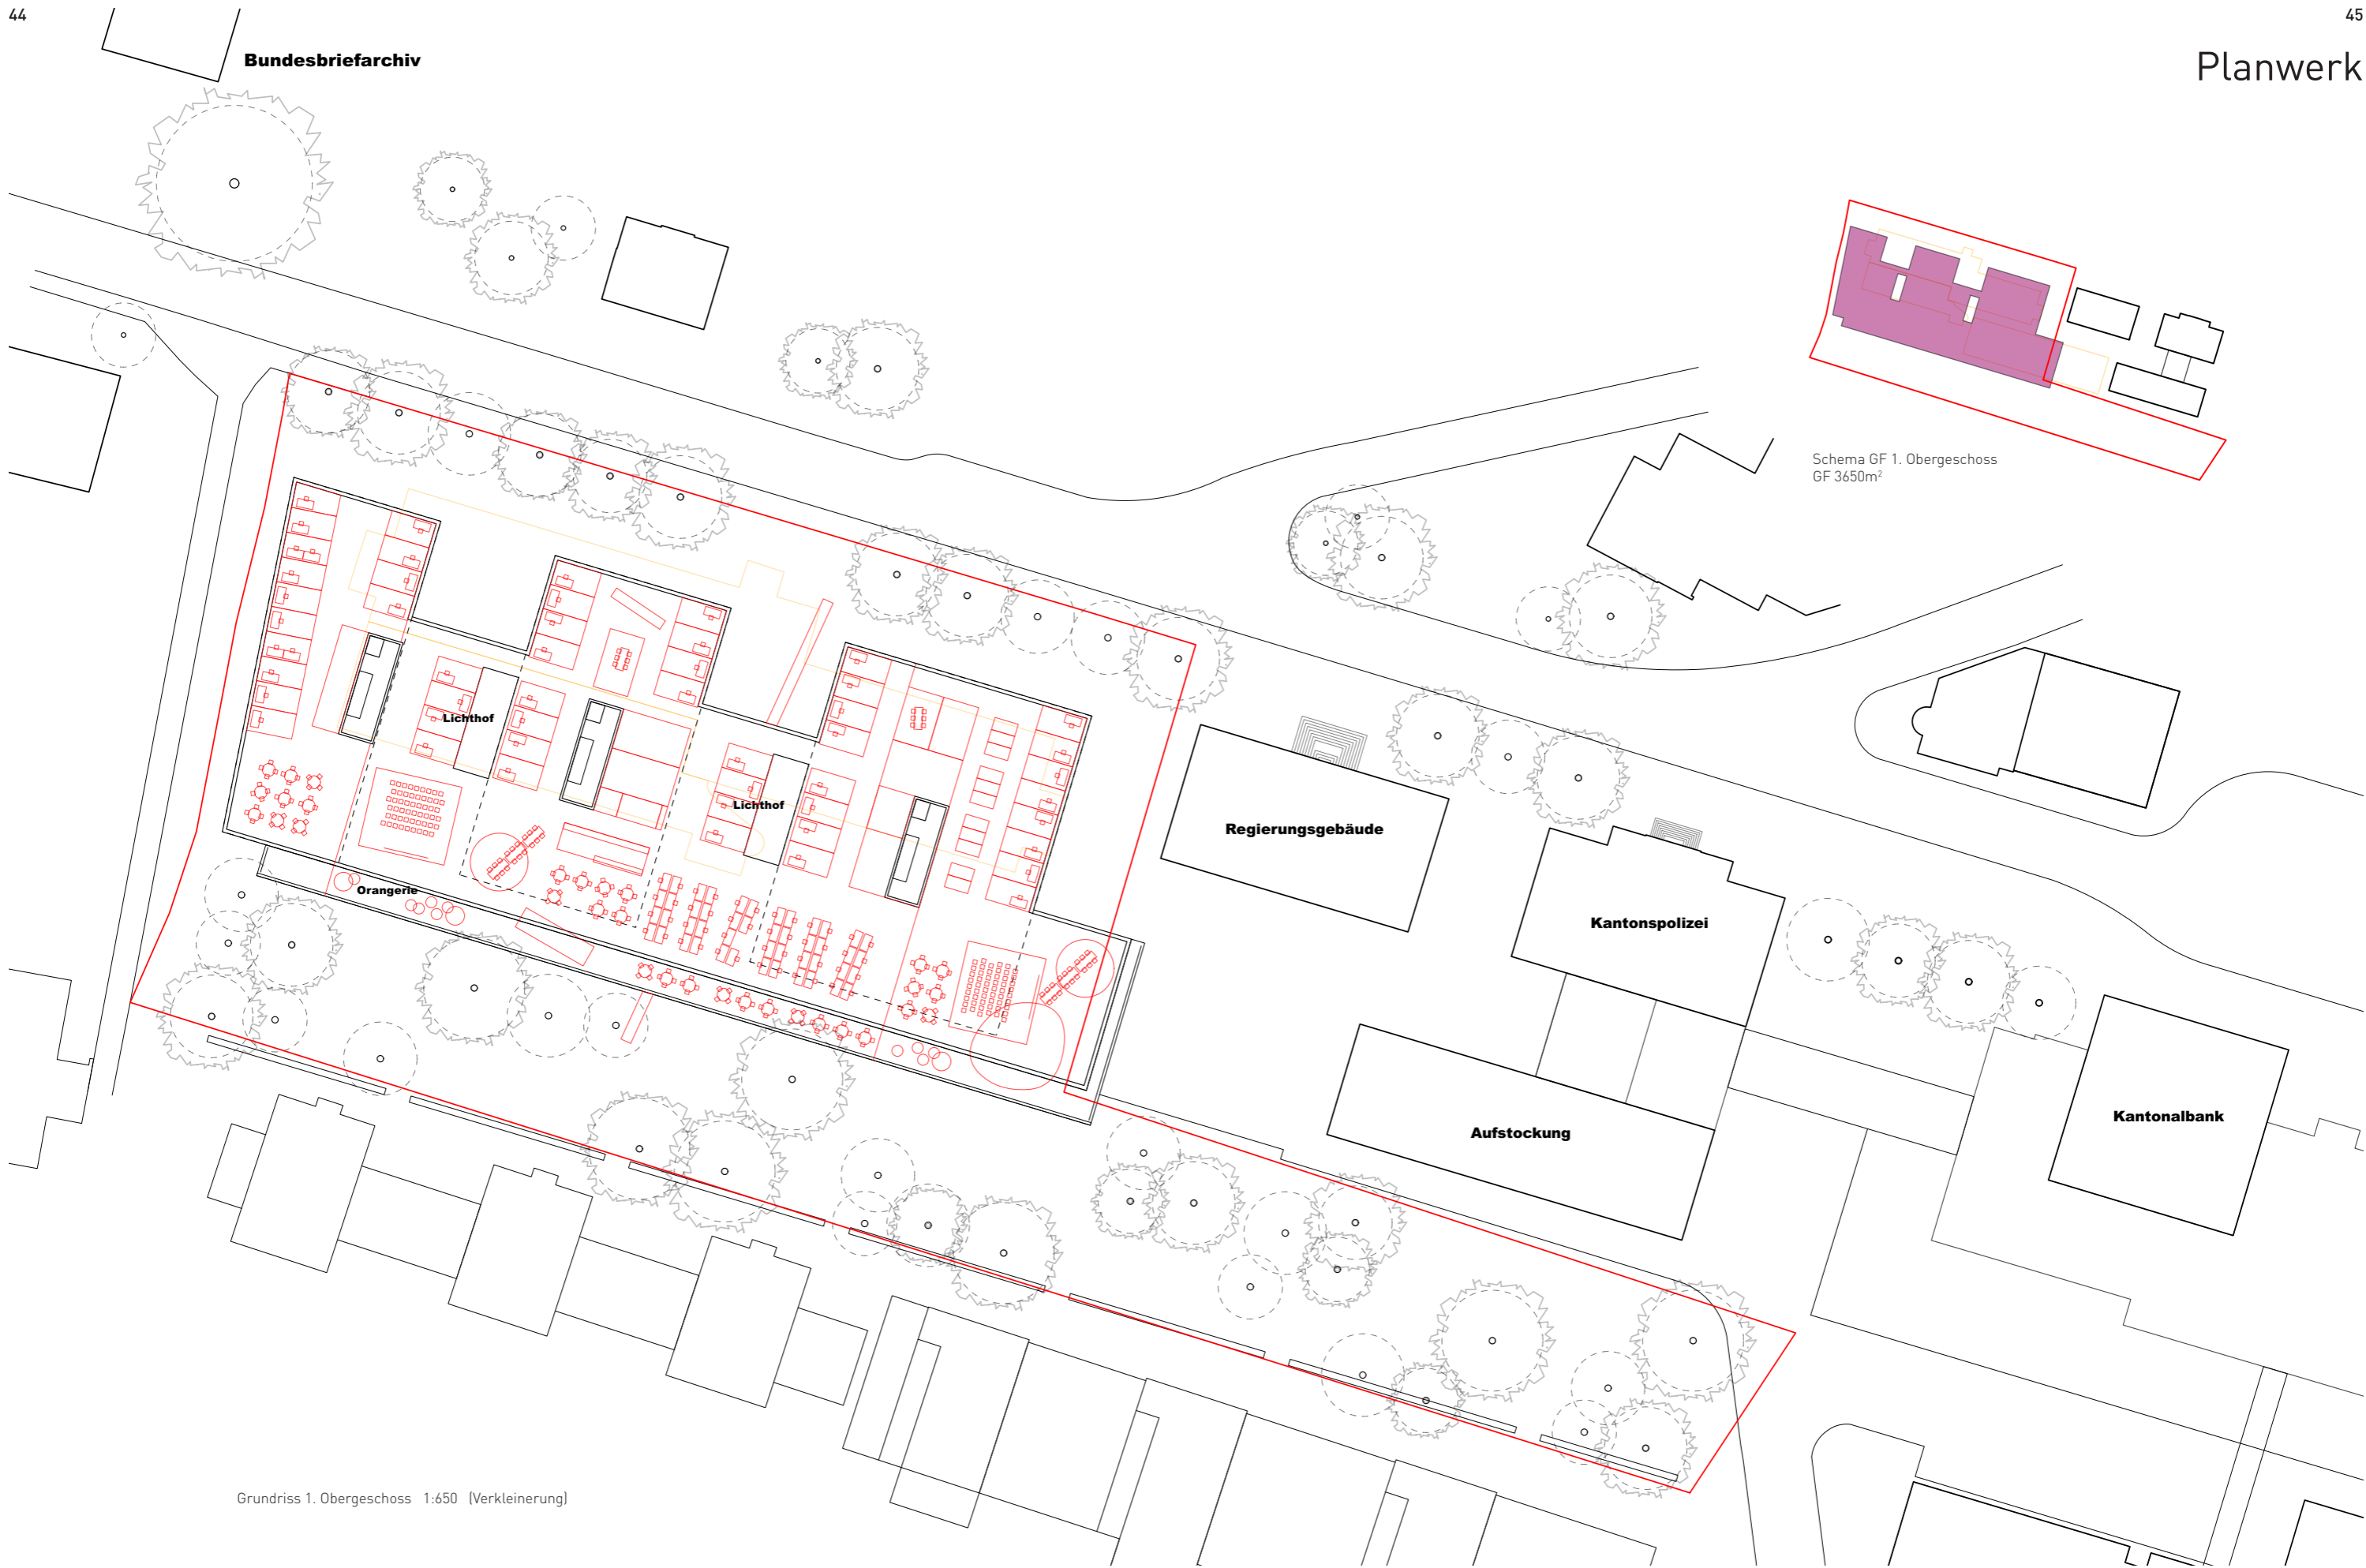 44
45
Planwerk
Bundesbriefarchiv
Schema GF 1. Obergeschoss
GF 3650m²
Lichthof
Lichthof
Orangerie
Regierungsgebäude
Kantonspolizei
Aufstockung
Kantonalbank
Grundriss 1. Obergeschoss 1:650 (Verkleinerung)